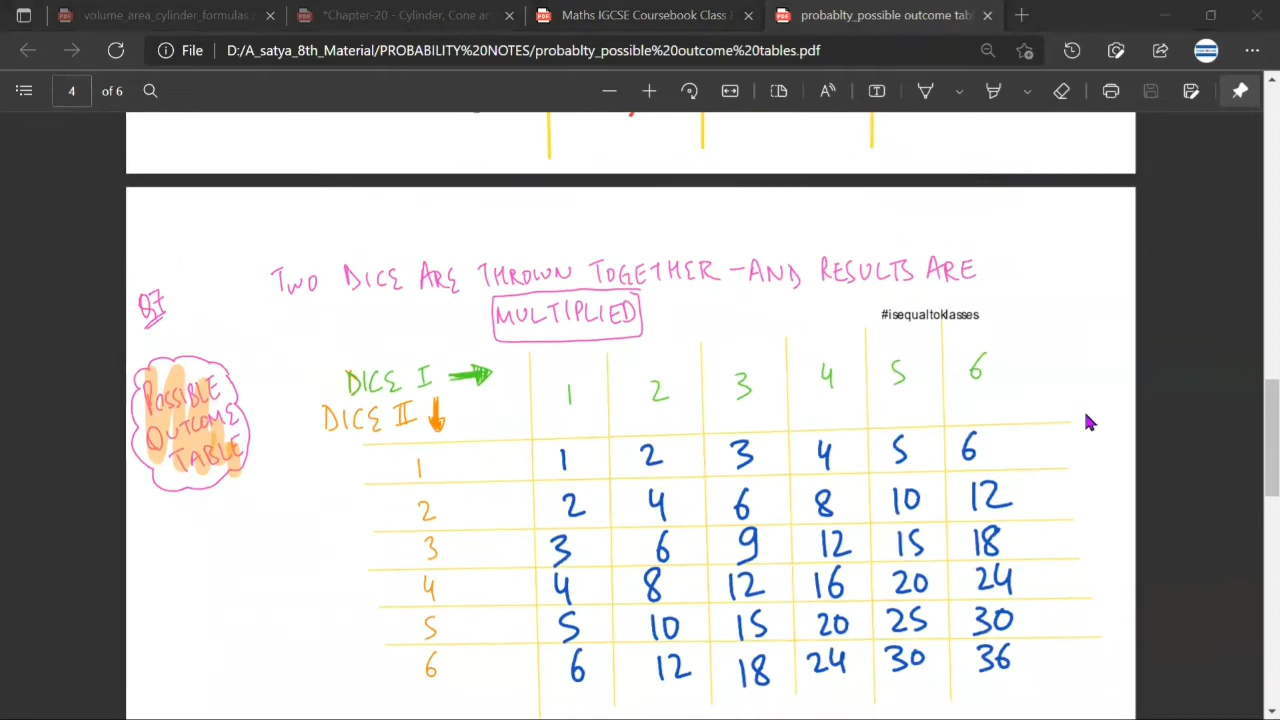 volume_area_cylinder_formulas.p
*Chapter-20 - Cylinder, Cone an
Maths IGCSE Coursebook Class 8
probablty_possible outcome tab
File
D:/A_satya_8th_Material/PROBABILITY%20NOTES/probablty_possible%20outcome%20tables.pdf
4 of 6
TWO DICE ARE THROWN TOGETHER - AND RESULTS ARE
MULTIPLIED
#isequaltoklasses
Q7
POSSIBLE
OUTCOME
TABLE
DICE I → 1 2 3 4 5 6
DICE II ↓
1 1 2 3 4 5 6
2 2 4 6 8 10 12
3 3 6 9 12 15 18
4 4 8 12 16 20 24
5 5 10 15 20 25 30
6 6 12 18 24 30 36